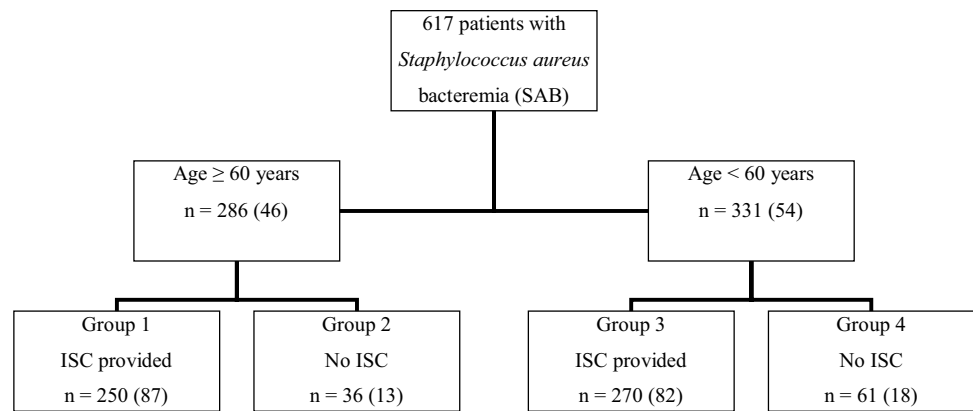 617 patients with
Staphylococcus aureus
bacteremia (SAB)
Age ≥ 60 years
n = 286 (46)
Age < 60 years
n = 331 (54)
Group 1
ISC provided
n = 250 (87)
Group 2
No ISC
n = 36 (13)
Group 3
ISC provided
n = 270 (82)
Group 4
No ISC
n = 61 (18)